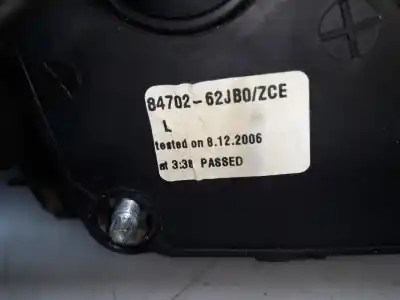 84702-62JB0/ZCE
L
tested on 8.12.2006
at 3:38 PASSED